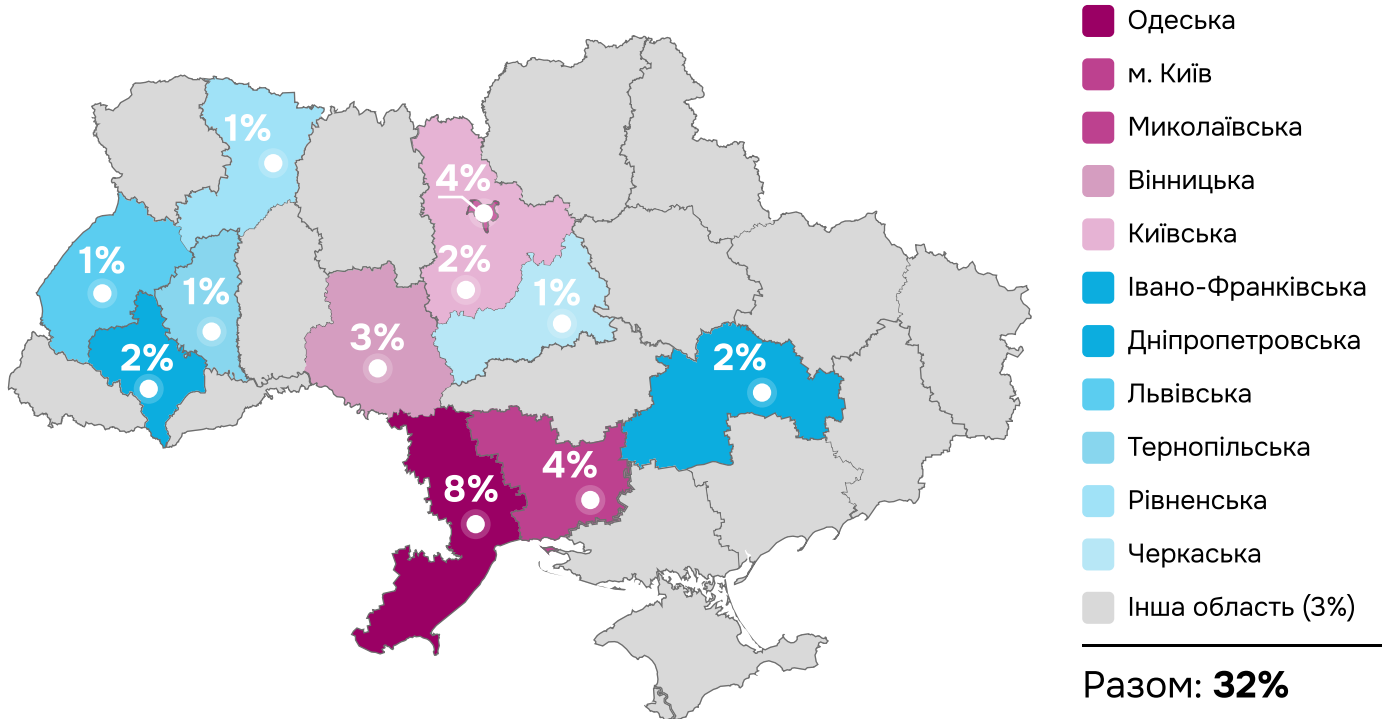 1%
4%
2%
1%
1%
1%
3%
2%
2%
4%
8%
Одеська
м. Київ
Миколаївська
Вінницька
Київська
Івано-Франківська
Дніпропетровська
Львівська
Тернопільська
Рівненська
Черкаська
Інша область (3%)
Разом: 32%